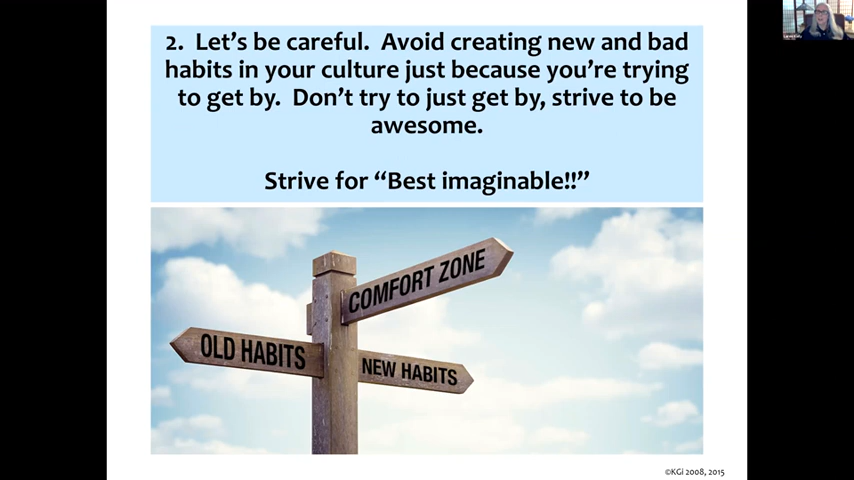 2. Let's be careful. Avoid creating new and bad
habits in your culture just because you're trying
to get by. Don't try to just get by, strive to be
awesome.
Strive for “Best imaginable!!”
COMFORT ZONE
OLD HABITS
NEW HABITS
©KGi 2008, 2015